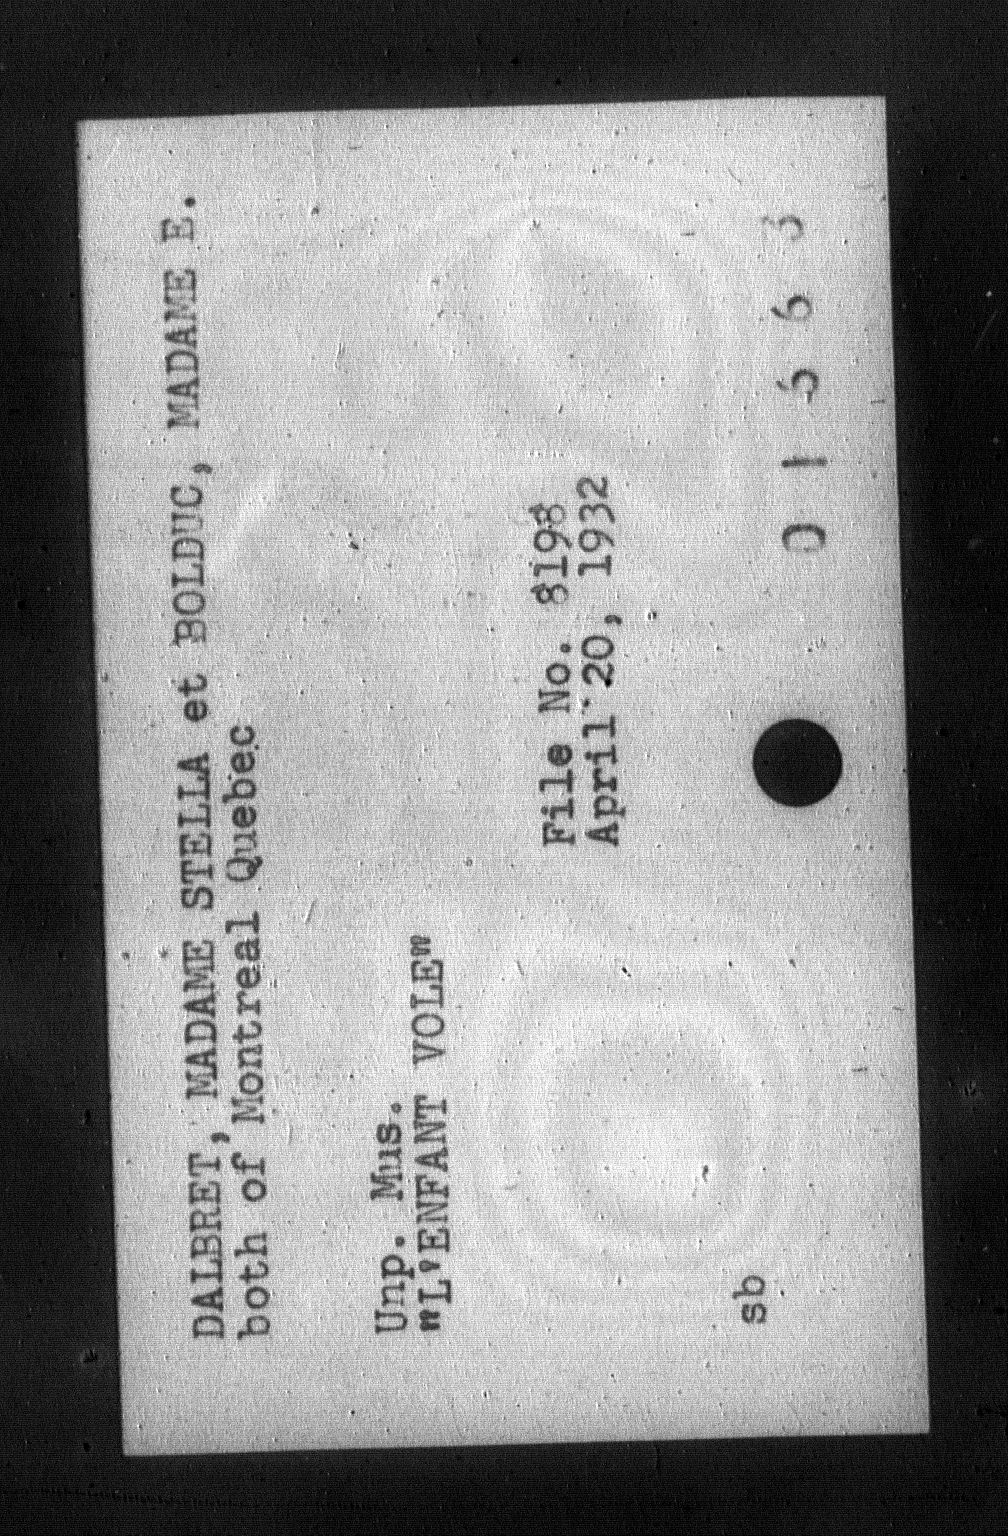 DALBRET, MADAME STELLA et BOLDUC, MADAME E.
both of Montreal Quebec
Unp. Mus.
"L'ENFANT VOLE"
File No. 8198
April 20, 1932
sb
01563